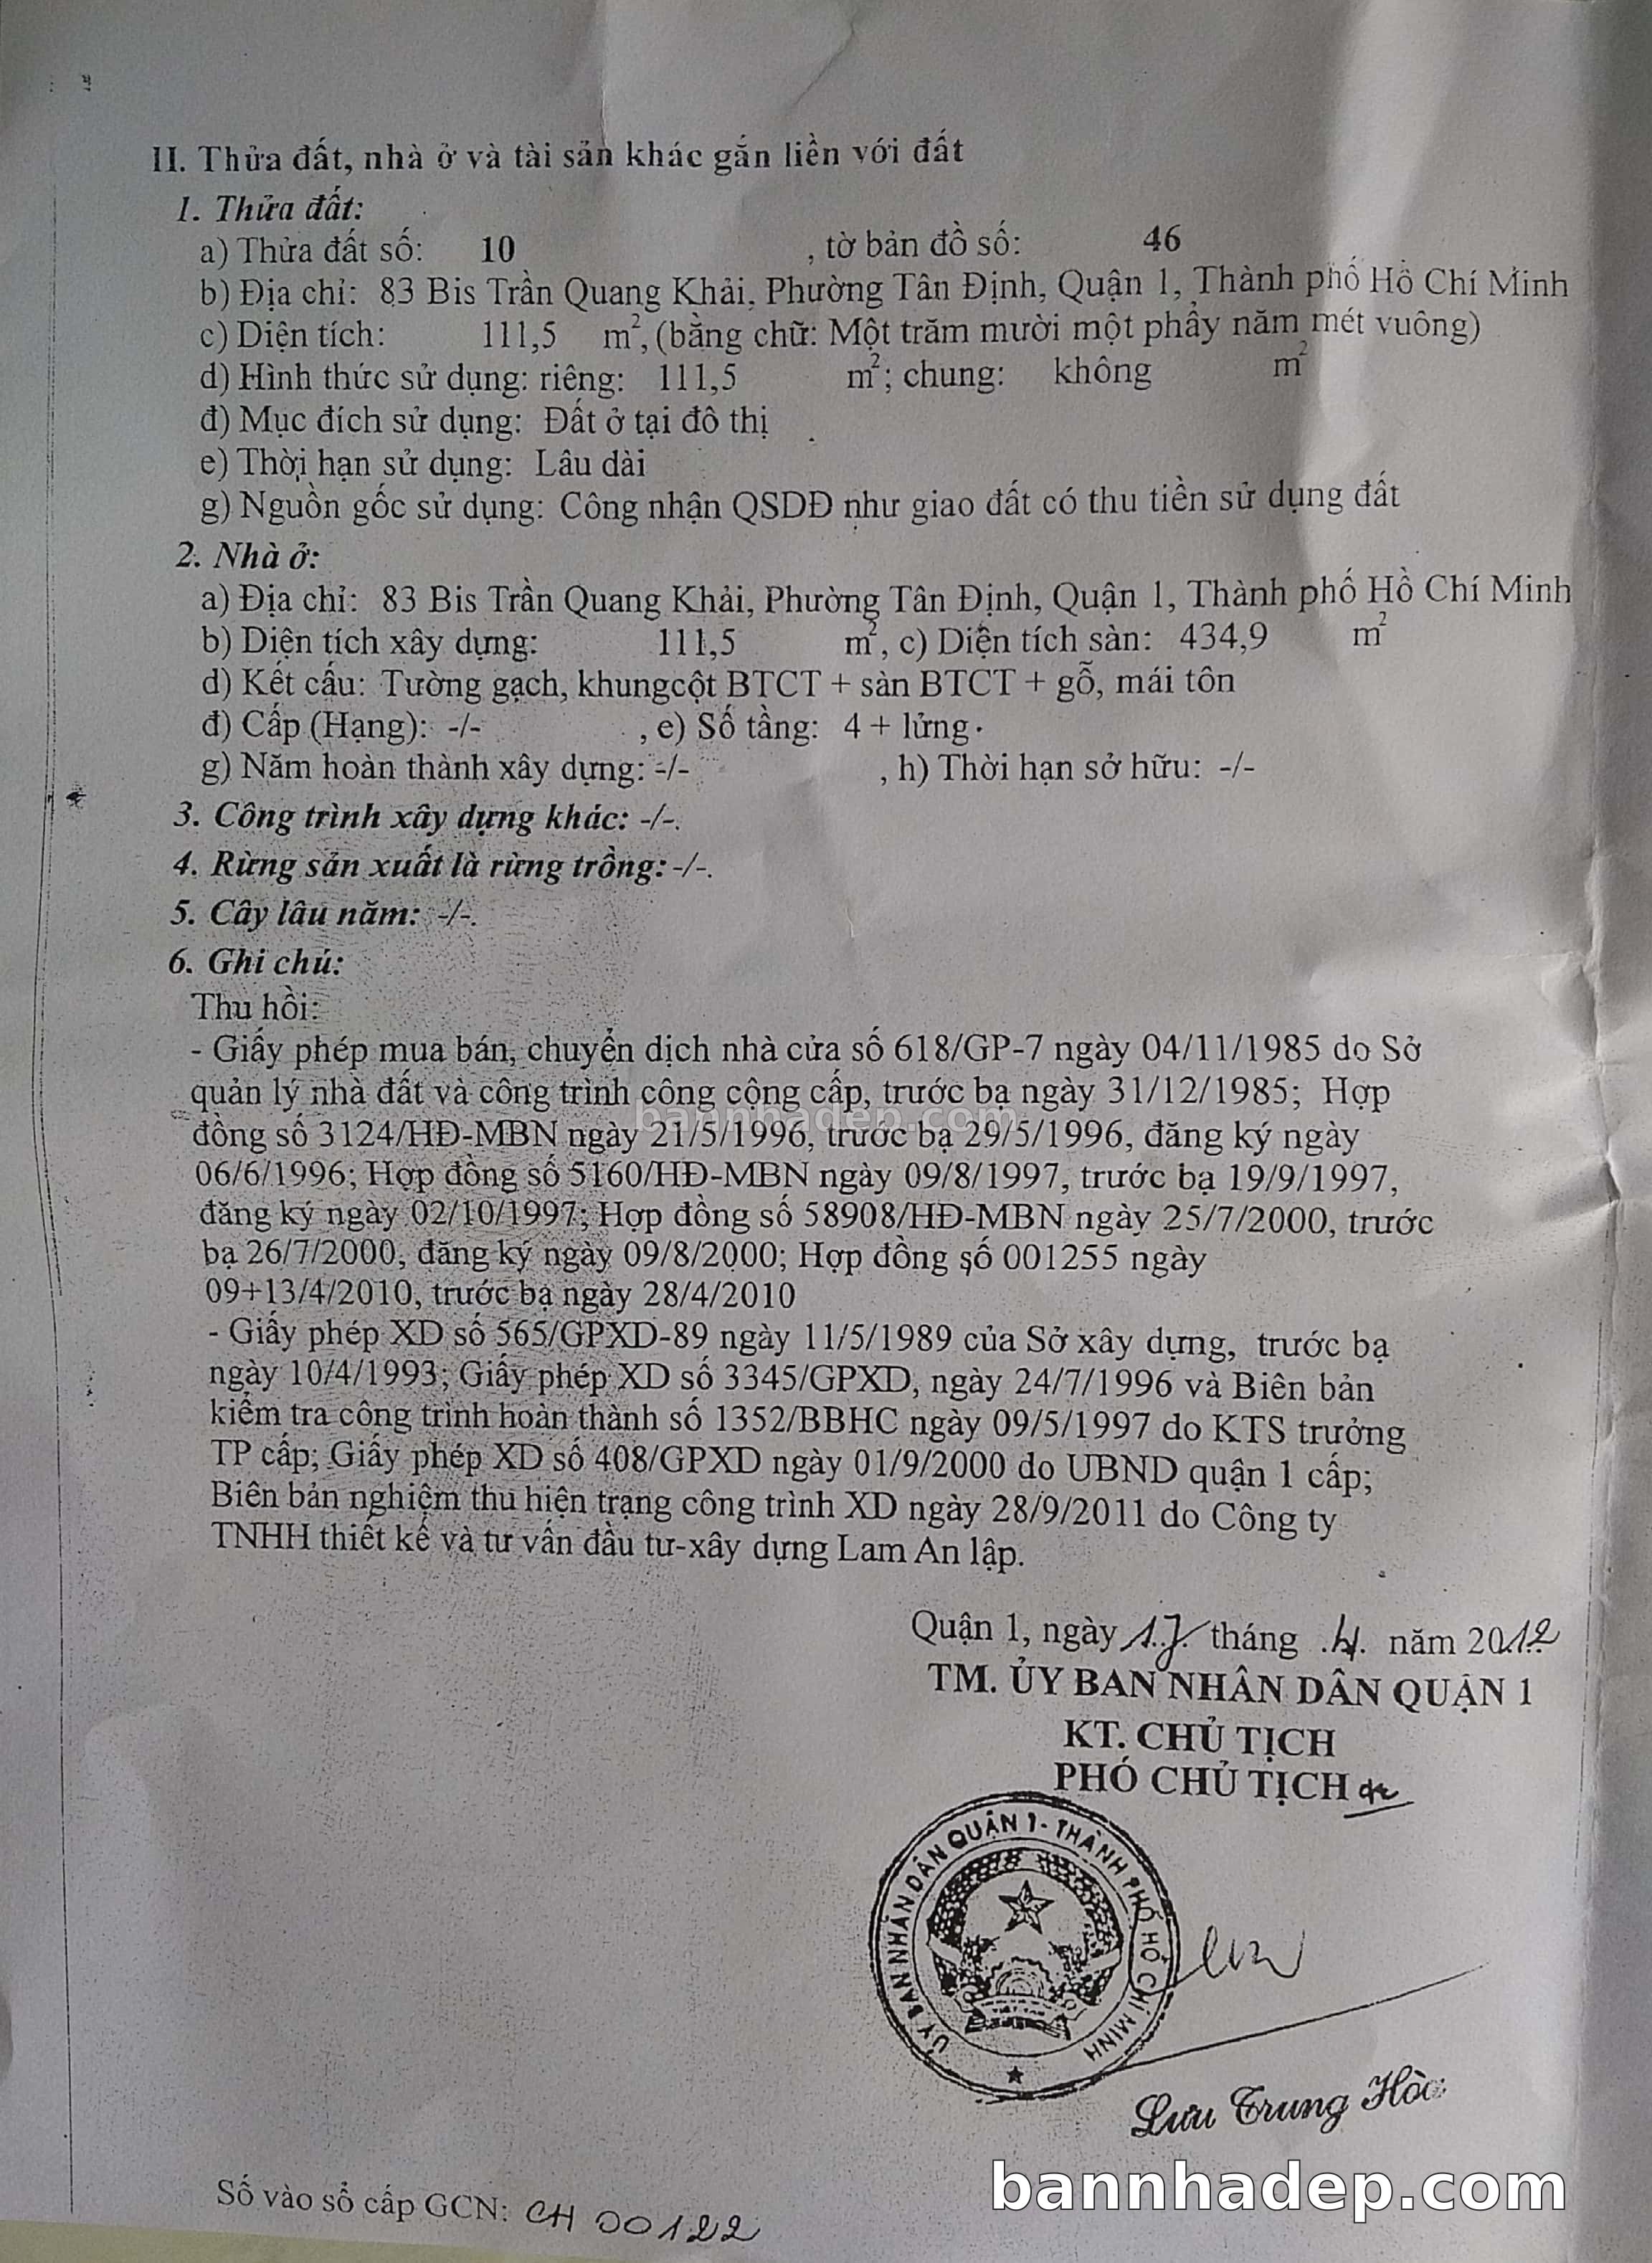 II. Thửa đất, nhà ở và tài sản khác gắn liền với đất
1. Thửa đất:
a) Thửa đất số: 10 , tờ bản đồ số: 46
b) Địa chỉ: 83 Bis Trần Quang Khải, Phường Tân Định, Quận 1, Thành phố Hồ Chí Minh
c) Diện tích: 111,5 m², (bằng chữ: Một trăm mười một phẩy năm mét vuông)
d) Hình thức sử dụng: riêng: 111,5 m²; chung: không m²
đ) Mục đích sử dụng: Đất ở tại đô thị
e) Thời hạn sử dụng: Lâu dài
g) Nguồn gốc sử dụng: Công nhận QSDĐ như giao đất có thu tiền sử dụng đất
2. Nhà ở:
a) Địa chỉ: 83 Bis Trần Quang Khải, Phường Tân Định, Quận 1, Thành phố Hồ Chí Minh
b) Diện tích xây dựng: 111,5 m², c) Diện tích sàn: 434,9 m²
d) Kết cấu: Tường gạch, khungcột BTCT + sàn BTCT + gỗ, mái tôn
đ) Cấp (Hạng): -/- , e) Số tầng: 4 + lửng
g) Năm hoàn thành xây dựng: -/- , h) Thời hạn sở hữu: -/-
3. Công trình xây dựng khác: -/-.
4. Rừng sản xuất là rừng trồng: -/-.
5. Cây lâu năm: -/-.
6. Ghi chú:
Thu hồi:
- Giấy phép mua bán, chuyển dịch nhà cửa số 618/GP-7 ngày 04/11/1985 do Sở
quản lý nhà đất và công trình công cộng cấp, trước bạ ngày 31/12/1985; Hợp
bannhadep.com
đồng số 3124/HĐ-MBN ngày 21/5/1996, trước bạ 29/5/1996, đăng ký ngày
06/6/1996; Hợp đồng số 5160/HĐ-MBN ngày 09/8/1997, trước bạ 19/9/1997,
đăng ký ngày 02/10/1997; Hợp đồng số 58908/HĐ-MBN ngày 25/7/2000, trước
bạ 26/7/2000, đăng ký ngày 09/8/2000; Hợp đồng số 001255 ngày
09+13/4/2010, trước bạ ngày 28/4/2010
- Giấy phép XD số 565/GPXD-89 ngày 11/5/1989 của Sở xây dựng, trước bạ
ngày 10/4/1993; Giấy phép XD số 3345/GPXD, ngày 24/7/1996 và Biên bản
kiểm tra công trình hoàn thành số 1352/BBHC ngày 09/5/1997 do KTS trưởng
TP cấp; Giấy phép XD số 408/GPXD ngày 01/9/2000 do UBND quận 1 cấp;
Biên bản nghiệm thu hiện trạng công trình XD ngày 28/9/2011 do Công ty
TNHH thiết kế và tư vấn đầu tư-xây dựng Lam An lập.
Quận 1, ngày 17 tháng 4 năm 2012
TM. ỦY BAN NHÂN DÂN QUẬN 1
KT. CHỦ TỊCH
PHÓ CHỦ TỊCH
ỦY BAN NHÂN DÂN QUẬN 1 - THÀNH PHỐ HỒ CHÍ MINH
Lưu Trung Hòa
bannhadep.com
Số vào sổ cấp GCN: CH 00122